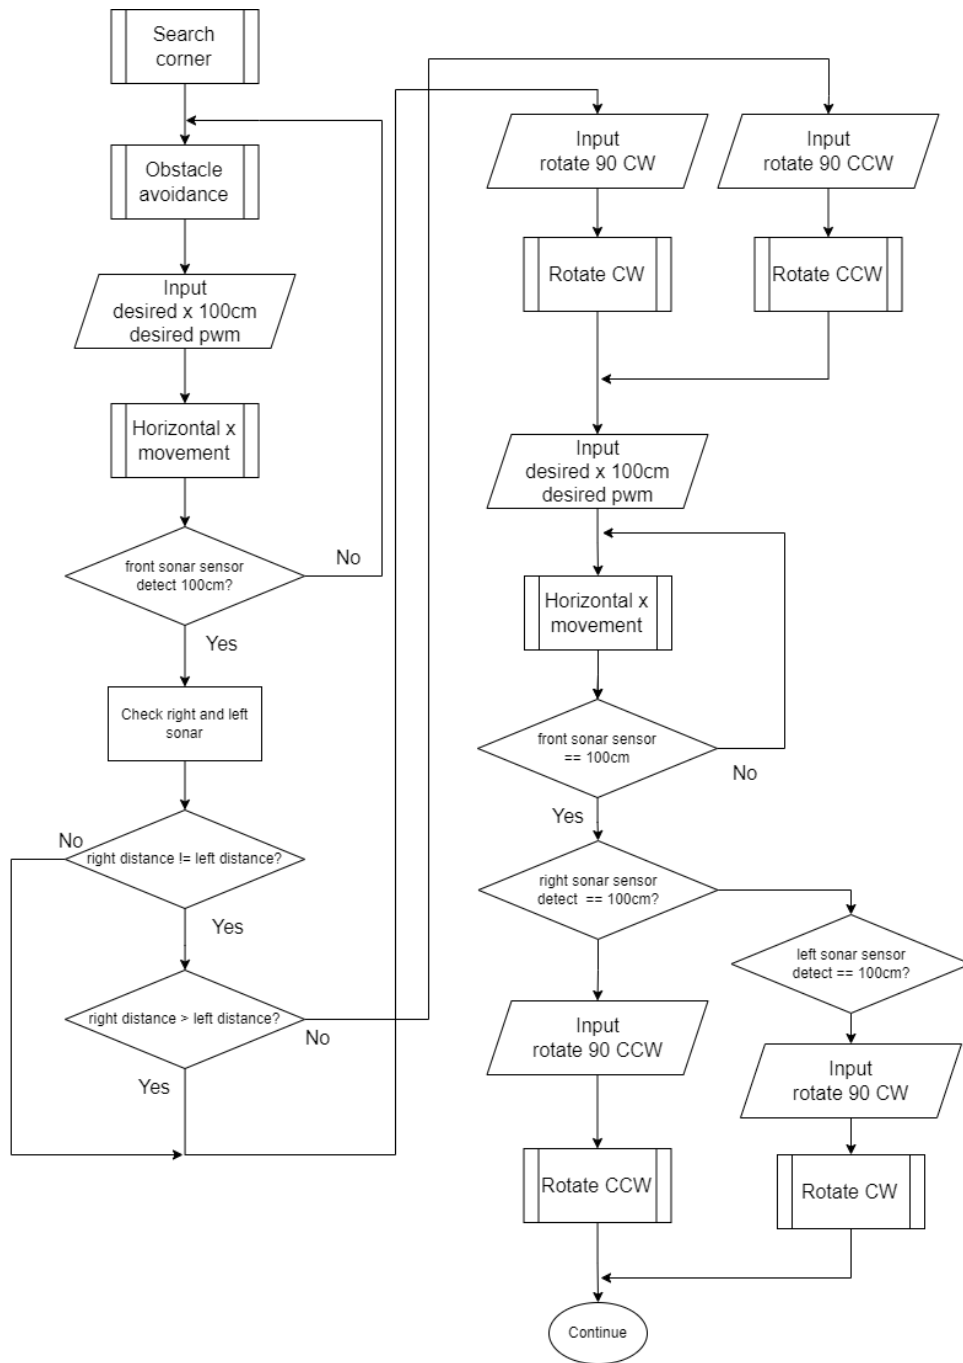 Search
corner
Obstacle
avoidance
Input
desired x 100cm
desired pwm
Horizontal x
movement
front sonar sensor
detect 100cm?
No
Yes
Check right and left
sonar
No
right distance != left distance?
Yes
right distance > left distance?
No
Yes
Input
rotate 90 CW
Input
rotate 90 CCW
Rotate CW
Rotate CCW
Input
desired x 100cm
desired pwm
Horizontal x
movement
front sonar sensor
== 100cm
No
Yes
right sonar sensor
detect == 100cm?
left sonar sensor
detect == 100cm?
Input
rotate 90 CCW
Input
rotate 90 CW
Rotate CCW
Rotate CW
Continue